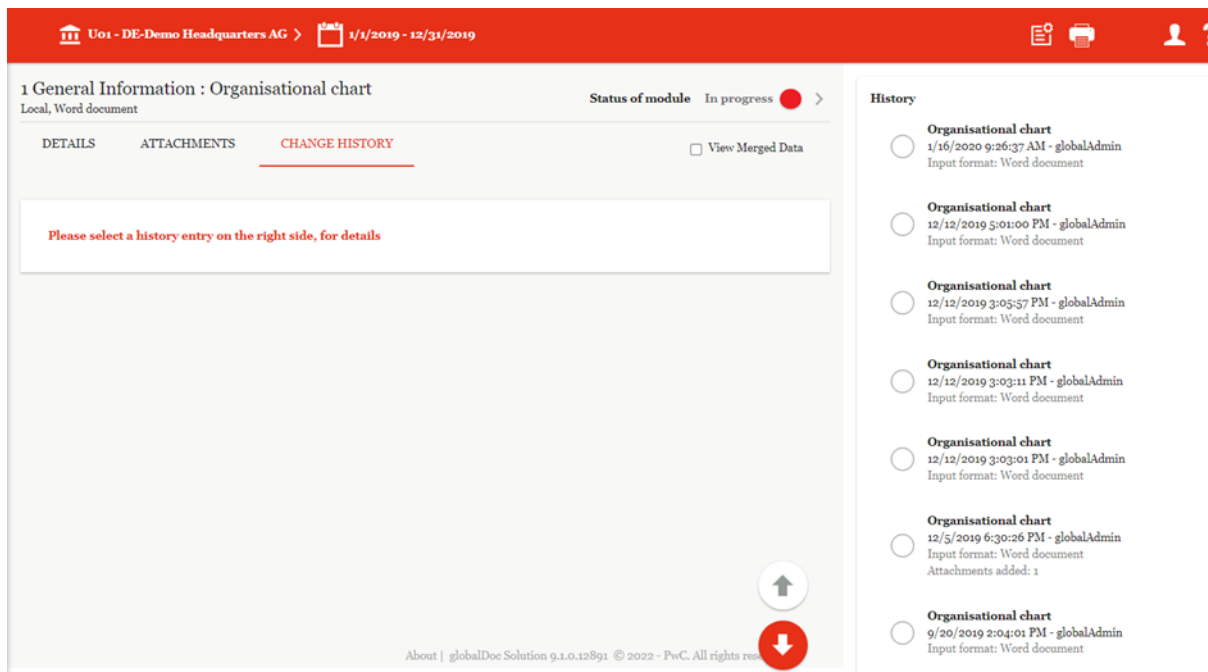 U01 - DE-Demo Headquarters AG > 1/1/2019 - 12/31/2019
1 General Information : Organisational chart
Local, Word document
Status of module In progress
DETAILS ATTACHMENTS CHANGE HISTORY
View Merged Data
Please select a history entry on the right side, for details
History
Organisational chart
1/16/2020 9:26:37 AM - globalAdmin
Input format: Word document
Organisational chart
12/12/2019 5:01:00 PM - globalAdmin
Input format: Word document
Organisational chart
12/12/2019 3:05:57 PM - globalAdmin
Input format: Word document
Organisational chart
12/12/2019 3:03:11 PM - globalAdmin
Input format: Word document
Organisational chart
12/12/2019 3:03:01 PM - globalAdmin
Input format: Word document
Organisational chart
12/5/2019 6:30:26 PM - globalAdmin
Input format: Word document
Attachments added: 1
Organisational chart
9/20/2019 2:04:01 PM - globalAdmin
Input format: Word document
About | globalDoc Solution 9.1.0.12891 © 2022 - PwC. All rights